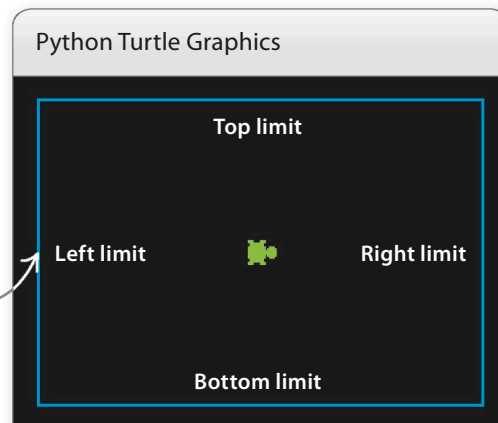 Python Turtle Graphics
Top limit
Left limit
Right limit
Bottom limit